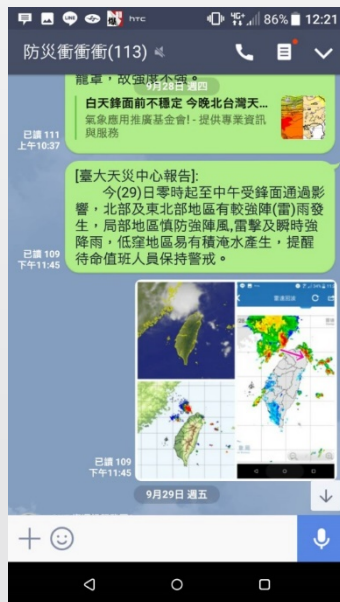 hTC
4G
86%
12:21
防災衝衝衝(113)
龍罩，故強度不強。
9月28日 週四
白天鋒面前不穩定 今晚北台灣天...
氣象應用推廣基金會! - 提供專業資訊
與服務
已讀 111
上午10:37
[臺大天災中心報告]:
今(29)日零時起至中午受鋒面通過影
響，北部及東北部地區有較強陣(雷)雨發
生，局部地區慎防強陣風,雷擊及瞬時強
降雨，低窪地區易有積淹水產生，提醒
待命值班人員保持警戒。
已讀 109
下午11:45
雷達回波
已讀 109
下午11:45
9月29日 週五